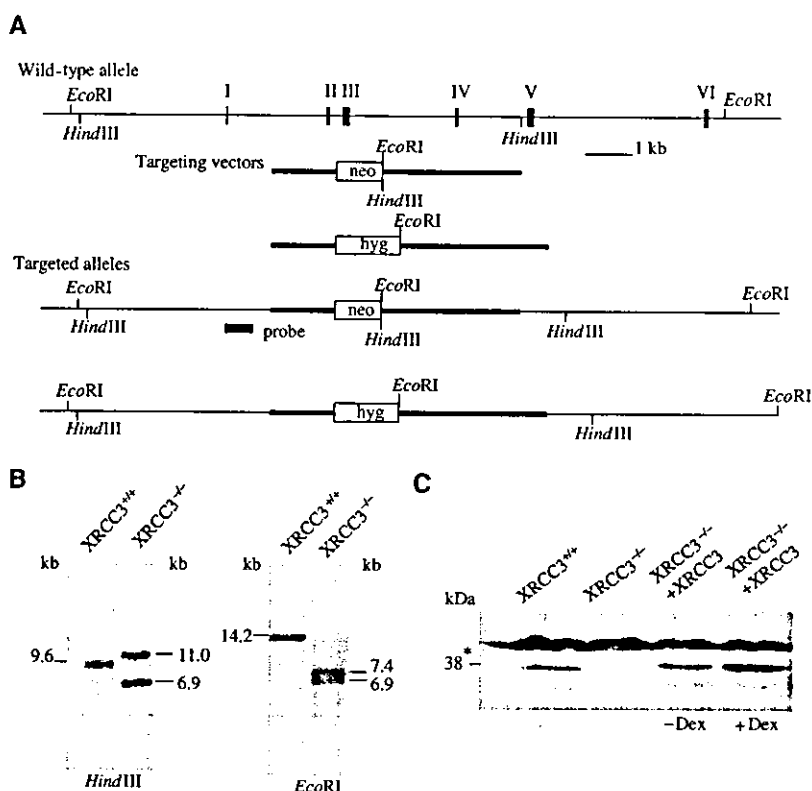 A
Wild-type allele
EcoRI
I
II III
IV
V
VI
EcoRI
HindIII
HindIII
1 kb
Targeting vectors
EcoRI
neo
HindIII
EcoRI
hyg
Targeted alleles
EcoRI
EcoRI
EcoRI
neo
HindIII
probe
HindIII
HindIII
EcoRI
EcoRI
EcoRI
hyg
HindIII
HindIII
B
XRCC3+/+
XRCC3-/-
kb
kb
9.6
11.0
6.9
HindIII
XRCC3+/+
XRCC3-/-
kb
kb
14.2
7.4
6.9
EcoRI
C
XRCC3+/+
XRCC3-/-
XRCC3-/-
+XRCC3
XRCC3-/-
+XRCC3
kDa
*
38
–Dex
+Dex